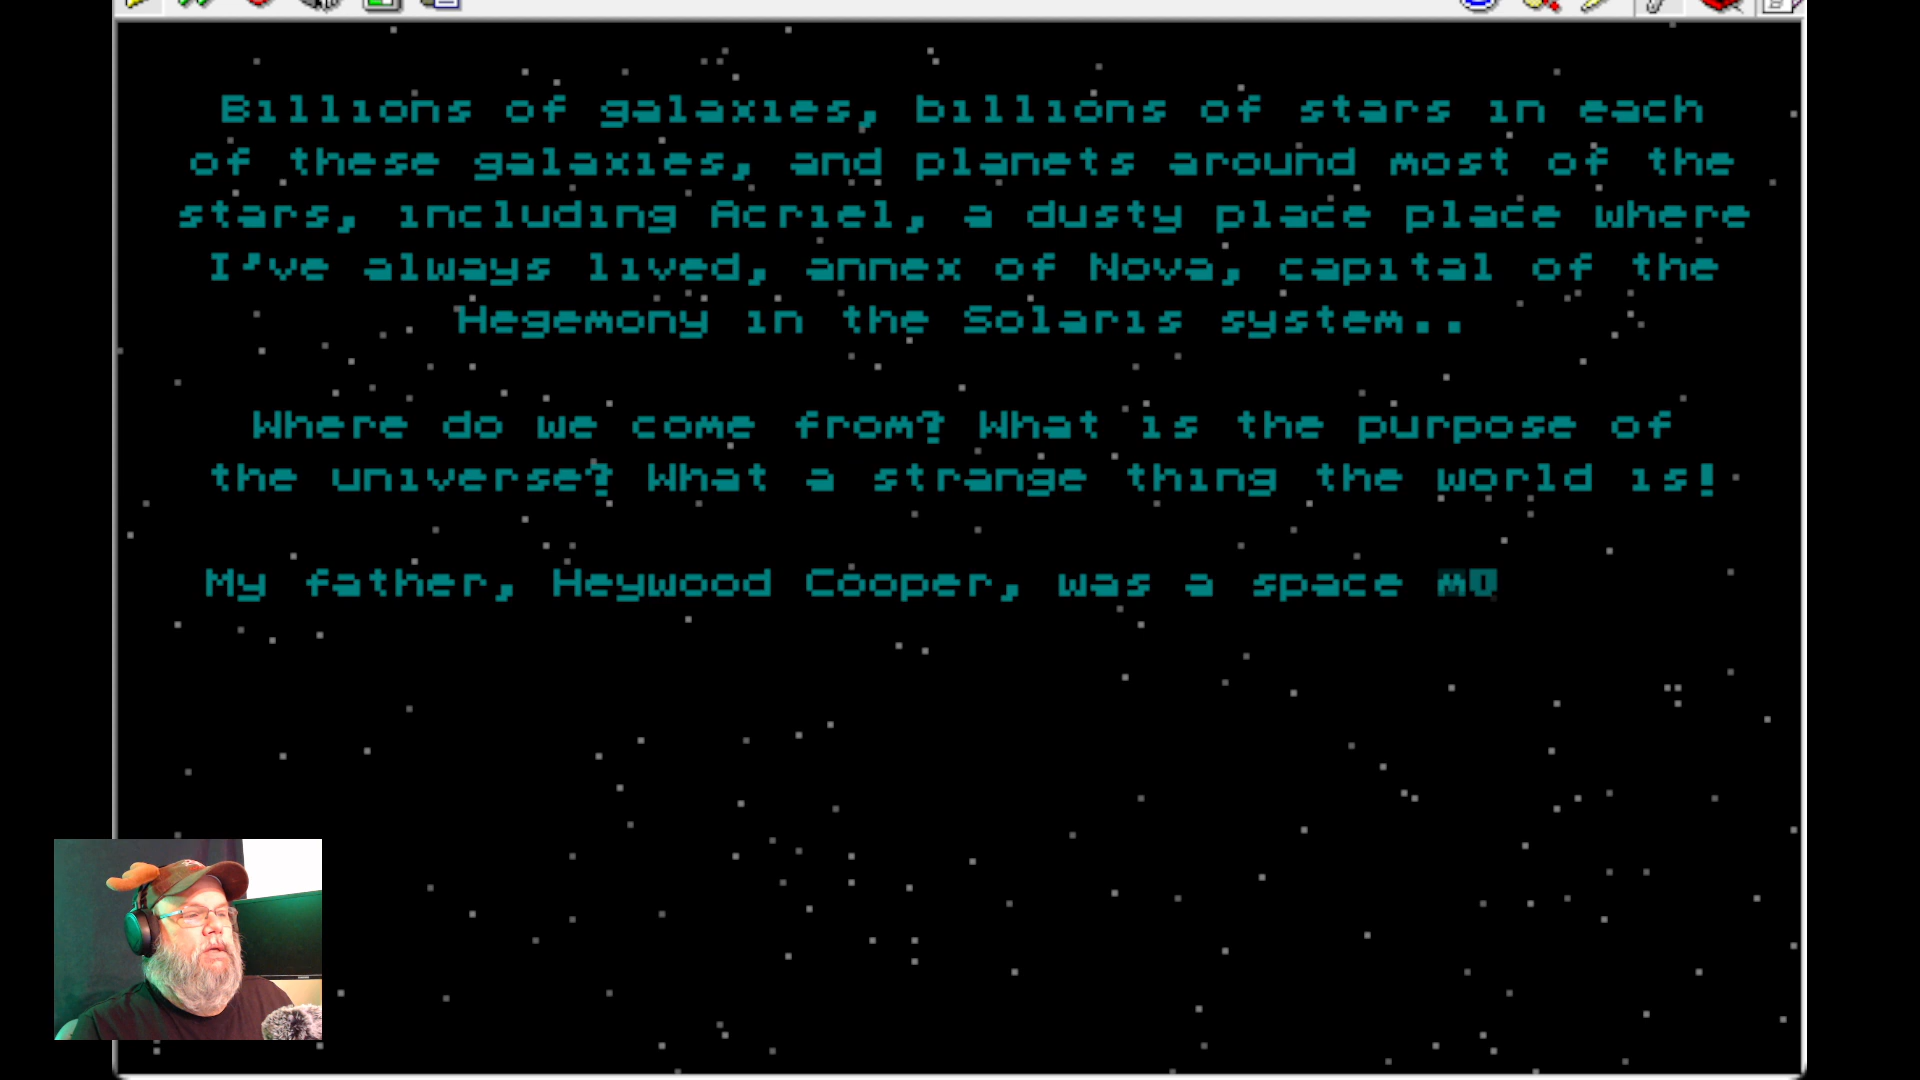 Billions of galaxies, billions of stars in each
of these galaxies, and planets around most of the
stars, including Acriel, a dusty place place where
I've always lived, annex of Nova, capital of the
Hegemony in the Solaris system..
Where do we come from? What is the purpose of
the universe? What a strange thing the world is!
My father, Heywood Cooper, was a space